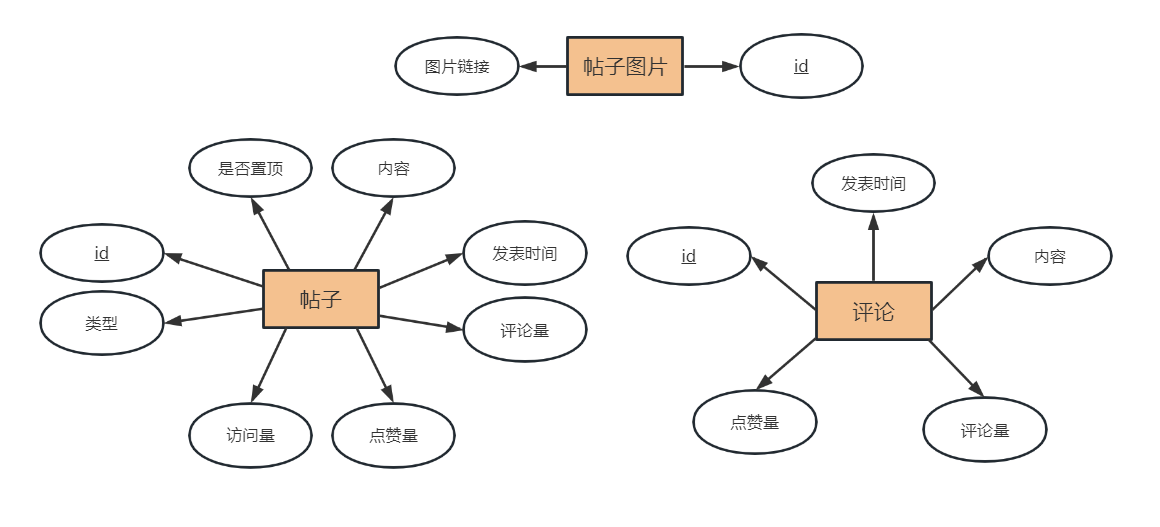 图片链接
帖子图片
id
是否置顶
内容
id
发表时间
类型
帖子
评论量
访问量
点赞量
发表时间
id
内容
评论
点赞量
评论量